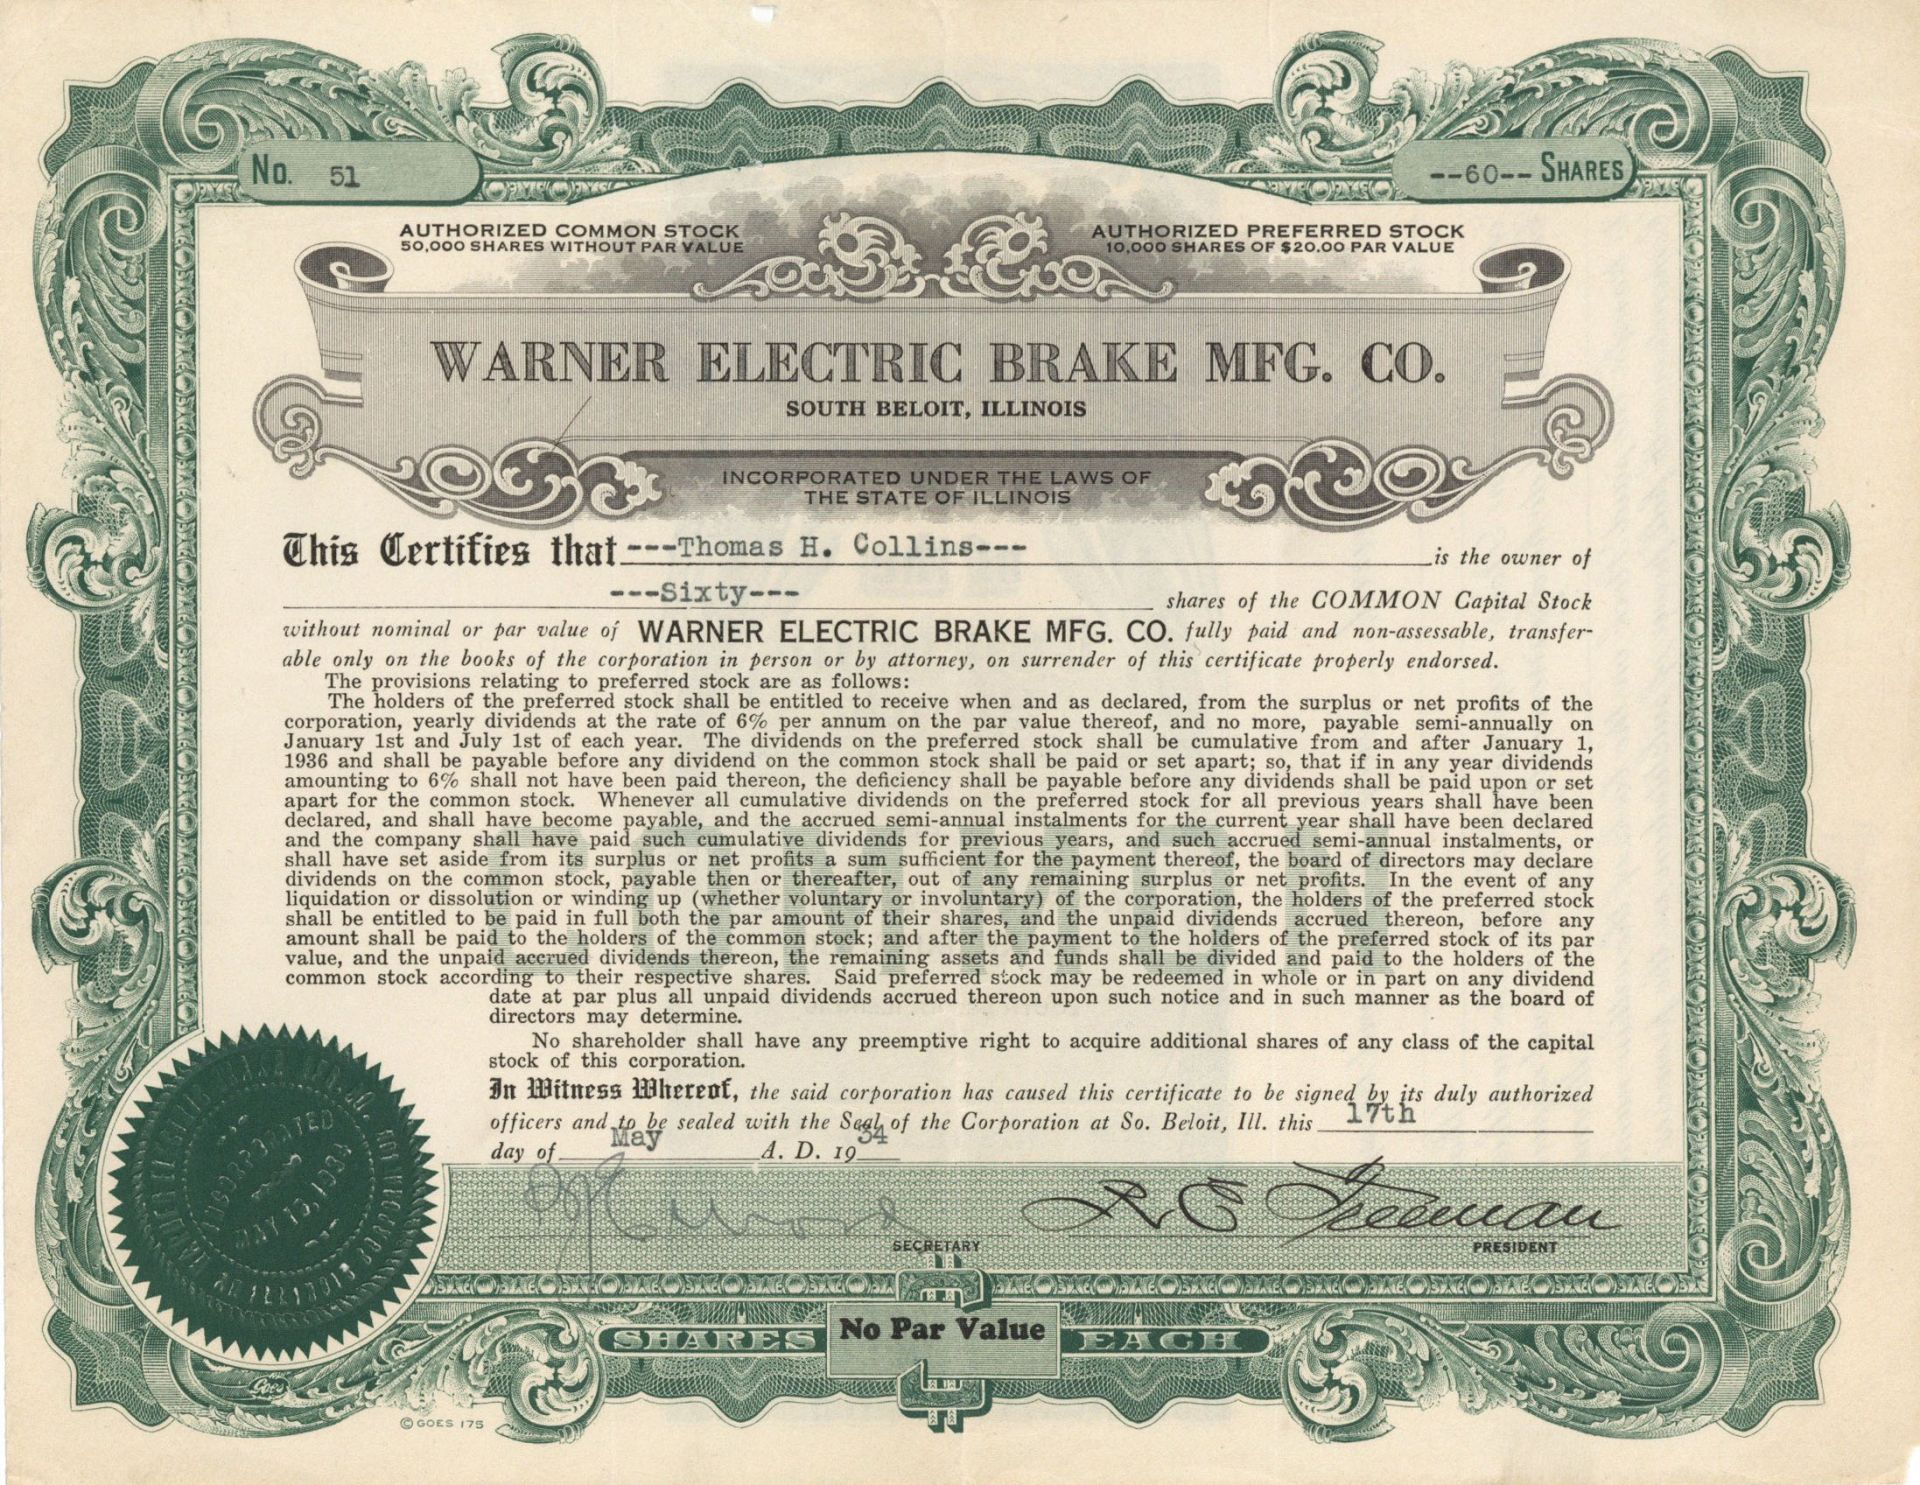 No. 51
--60-- SHARES
AUTHORIZED COMMON STOCK
50,000 SHARES WITHOUT PAR VALUE
AUTHORIZED PREFERRED STOCK
10,000 SHARES OF $20.00 PAR VALUE
WARNER ELECTRIC BRAKE MFG. CO.
SOUTH BELOIT, ILLINOIS
INCORPORATED UNDER THE LAWS OF
THE STATE OF ILLINOIS
This Certifies that ---Thomas H. Collins--- is the owner of
---Sixty--- shares of the COMMON Capital Stock
without nominal or par value of WARNER ELECTRIC BRAKE MFG. CO. fully paid and non-assessable, transfer-
able only on the books of the corporation in person or by attorney, on surrender of this certificate properly endorsed.
The provisions relating to preferred stock are as follows:
The holders of the preferred stock shall be entitled to receive when and as declared, from the surplus or net profits of the
corporation, yearly dividends at the rate of 6% per annum on the par value thereof, and no more, payable semi-annually on
January 1st and July 1st of each year. The dividends on the preferred stock shall be cumulative from and after January 1,
1936 and shall be payable before any dividend on the common stock shall be paid or set apart; so, that if in any year dividends
amounting to 6% shall not have been paid thereon, the deficiency shall be payable before any dividends shall be paid upon or set
apart for the common stock. Whenever all cumulative dividends on the preferred stock for all previous years shall have been
declared, and shall have become payable, and the accrued semi-annual instalments for the current year shall have been declared
and the company shall have paid such cumulative dividends for previous years, and such accrued semi-annual instalments, or
shall have set aside from its surplus or net profits a sum sufficient for the payment thereof, the board of directors may declare
dividends on the common stock, payable then or thereafter, out of any remaining surplus or net profits. In the event of any
liquidation or dissolution or winding up (whether voluntary or involuntary) of the corporation, the holders of the preferred stock
shall be entitled to be paid in full both the par amount of their shares, and the unpaid dividends accrued thereon, before any
amount shall be paid to the holders of the common stock; and after the payment to the holders of the preferred stock of its par
value, and the unpaid accrued dividends thereon, the remaining assets and funds shall be divided and paid to the holders of the
common stock according to their respective shares. Said preferred stock may be redeemed in whole or in part on any dividend
date at par plus all unpaid dividends accrued thereon upon such notice and in such manner as the board of
directors may determine.
No shareholder shall have any preemptive right to acquire additional shares of any class of the capital
stock of this corporation.
In Witness Whereof, the said corporation has caused this certificate to be signed by its duly authorized
officers and to be sealed with the Seal of the Corporation at So. Beloit, Ill. this 17th
day of May A. D. 1934
R E Freeman
SECRETARY
PRESIDENT
INCORPORATED
MAY 15, 1934
SHARES No Par Value EACH
Goes
© GOES 175